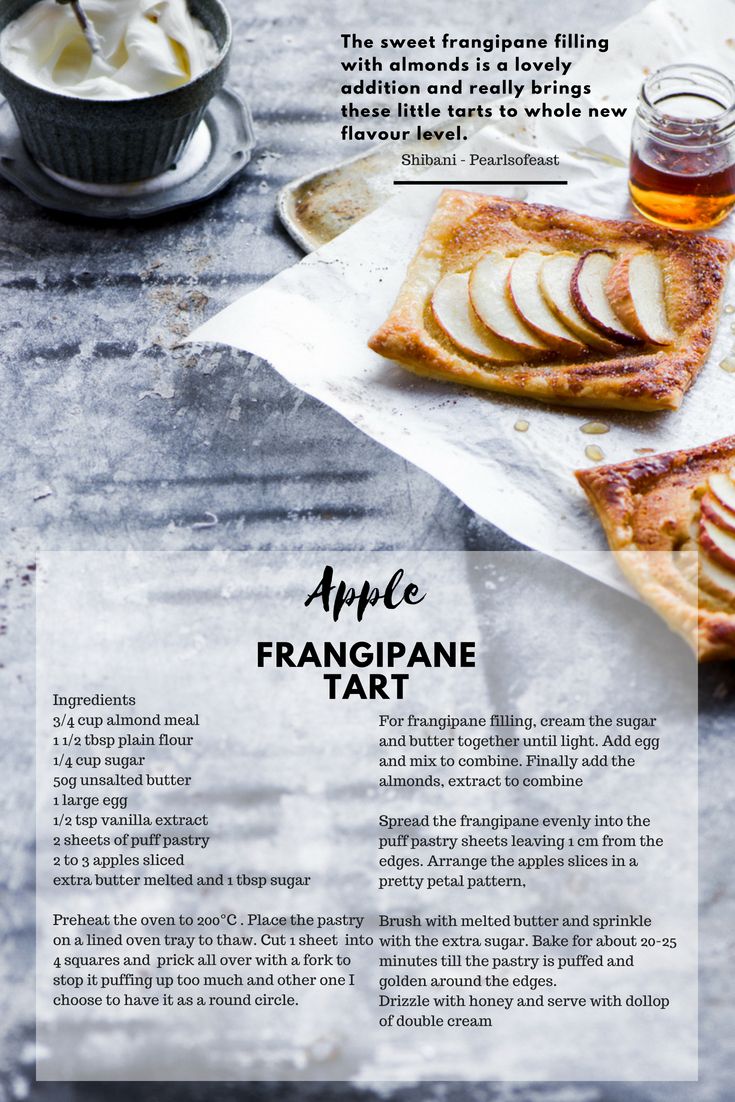 The sweet frangipane filling
with almonds is a lovely
addition and really brings
these little tarts to whole new
flavour level.
Shibani - Pearlsofeast
Apple
FRANGIPANE
TART
Ingredients
3/4 cup almond meal
1 1/2 tbsp plain flour
1/4 cup sugar
50g unsalted butter
1 large egg
1/2 tsp vanilla extract
2 sheets of puff pastry
2 to 3 apples sliced
extra butter melted and 1 tbsp sugar
Preheat the oven to 200°C . Place the pastry
on a lined oven tray to thaw. Cut 1 sheet into
4 squares and prick all over with a fork to
stop it puffing up too much and other one I
choose to have it as a round circle.
For frangipane filling, cream the sugar
and butter together until light. Add egg
and mix to combine. Finally add the
almonds, extract to combine
Spread the frangipane evenly into the
puff pastry sheets leaving 1 cm from the
edges. Arrange the apples slices in a
pretty petal pattern,
Brush with melted butter and sprinkle
with the extra sugar. Bake for about 20-25
minutes till the pastry is puffed and
golden around the edges.
Drizzle with honey and serve with dollop
of double cream